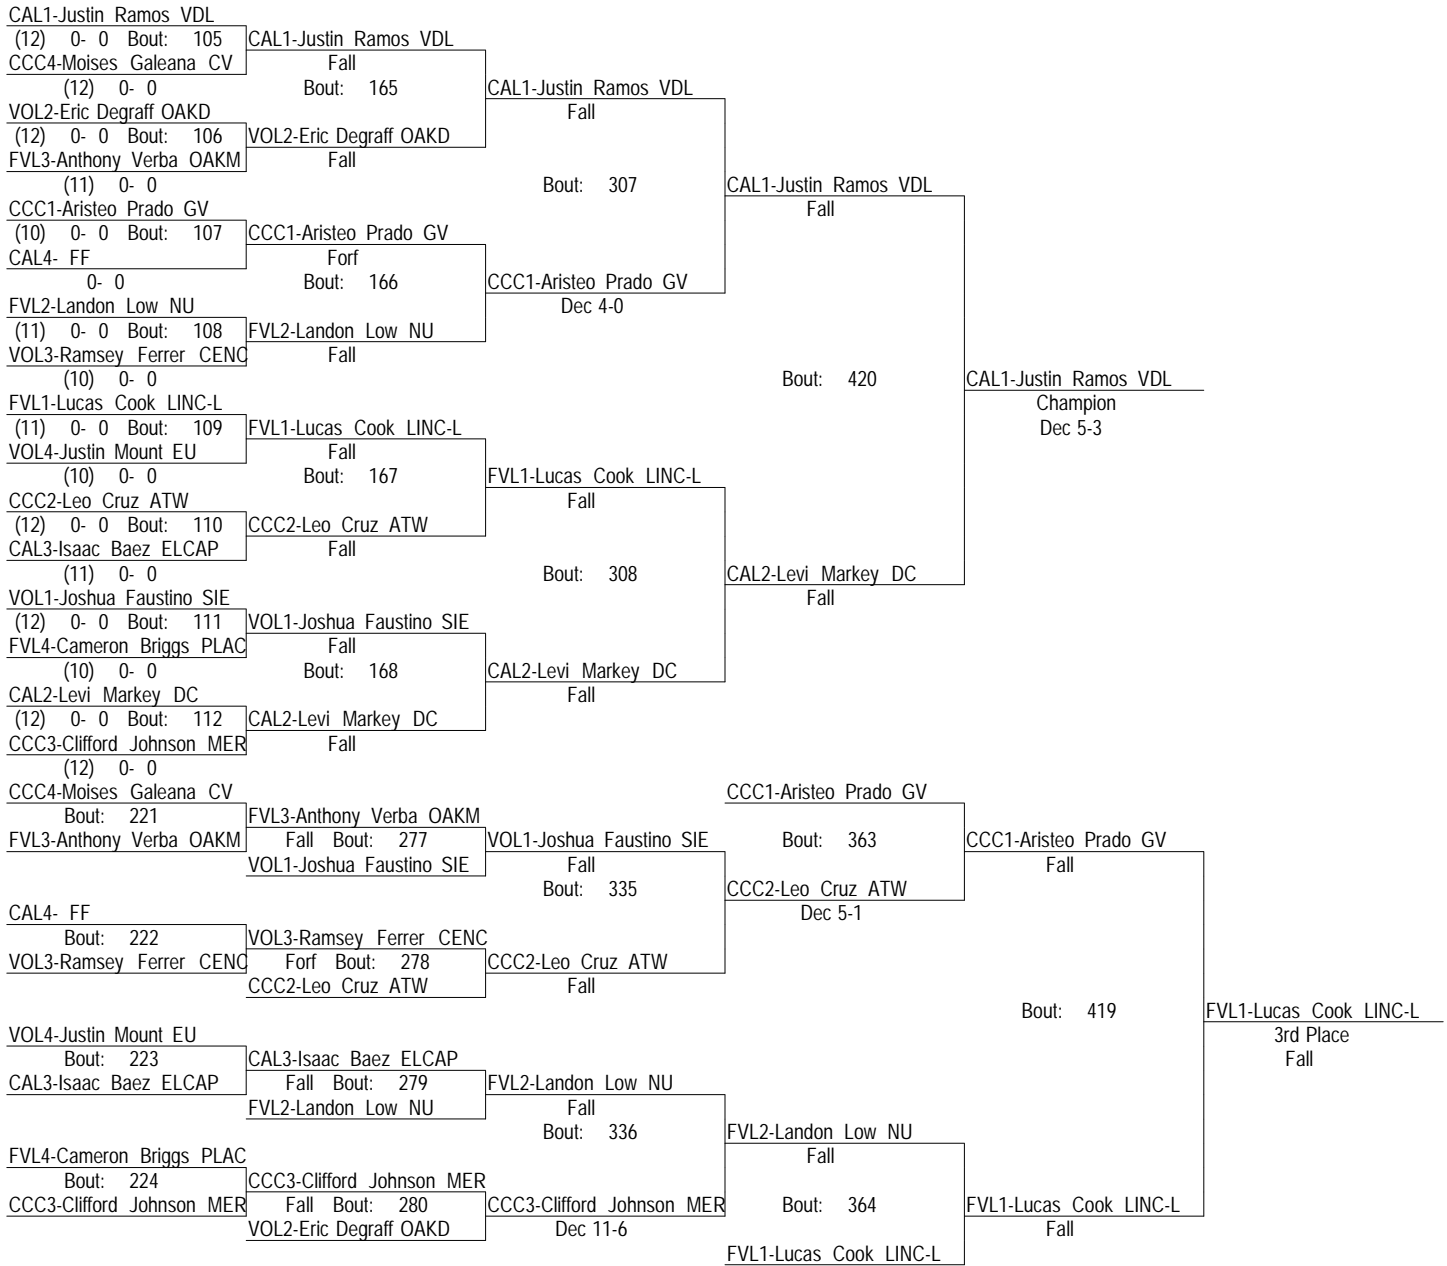 CAL1-Justin Ramos VDL
(12) 0- 0 Bout: 105
CAL1-Justin Ramos VDL
CCC4-Moises Galeana CV
Fall
(12) 0- 0
Bout: 165
CAL1-Justin Ramos VDL
VOL2-Eric Degraff OAKD
Fall
(12) 0- 0 Bout: 106
VOL2-Eric Degraff OAKD
FVL3-Anthony Verba OAKM
Fall
(11) 0- 0
Bout: 307
CAL1-Justin Ramos VDL
CCC1-Aristeo Prado GV
Fall
(10) 0- 0 Bout: 107
CCC1-Aristeo Prado GV
CAL4- FF
Forf
0- 0
Bout: 166
CCC1-Aristeo Prado GV
FVL2-Landon Low NU
Dec 4-0
(11) 0- 0 Bout: 108
FVL2-Landon Low NU
VOL3-Ramsey Ferrer CENC
Fall
(10) 0- 0
Bout: 420
CAL1-Justin Ramos VDL
FVL1-Lucas Cook LINC-L
Champion
(11) 0- 0 Bout: 109
FVL1-Lucas Cook LINC-L
Dec 5-3
VOL4-Justin Mount EU
Fall
(10) 0- 0
Bout: 167
FVL1-Lucas Cook LINC-L
CCC2-Leo Cruz ATW
Fall
(12) 0- 0 Bout: 110
CCC2-Leo Cruz ATW
CAL3-Isaac Baez ELCAP
Fall
(11) 0- 0
Bout: 308
CAL2-Levi Markey DC
VOL1-Joshua Faustino SIE
Fall
(12) 0- 0 Bout: 111
VOL1-Joshua Faustino SIE
FVL4-Cameron Briggs PLAC
Fall
(10) 0- 0
Bout: 168
CAL2-Levi Markey DC
CAL2-Levi Markey DC
Fall
(12) 0- 0 Bout: 112
CAL2-Levi Markey DC
CCC3-Clifford Johnson MER
Fall
(12) 0- 0
CCC4-Moises Galeana CV
CCC1-Aristeo Prado GV
Bout: 221
FVL3-Anthony Verba OAKM
FVL3-Anthony Verba OAKM
Fall Bout: 277
VOL1-Joshua Faustino SIE
Bout: 363
CCC1-Aristeo Prado GV
VOL1-Joshua Faustino SIE
Fall
Fall
Bout: 335
CCC2-Leo Cruz ATW
CAL4- FF
Dec 5-1
Bout: 222
VOL3-Ramsey Ferrer CENC
VOL3-Ramsey Ferrer CENC
Forf Bout: 278
CCC2-Leo Cruz ATW
CCC2-Leo Cruz ATW
Fall
Bout: 419
FVL1-Lucas Cook LINC-L
VOL4-Justin Mount EU
3rd Place
Bout: 223
CAL3-Isaac Baez ELCAP
Fall
CAL3-Isaac Baez ELCAP
Fall Bout: 279
FVL2-Landon Low NU
FVL2-Landon Low NU
Fall
Bout: 336
FVL2-Landon Low NU
FVL4-Cameron Briggs PLAC
Fall
Bout: 224
CCC3-Clifford Johnson MER
CCC3-Clifford Johnson MER
Fall Bout: 280
CCC3-Clifford Johnson MER
Bout: 364
FVL1-Lucas Cook LINC-L
VOL2-Eric Degraff OAKD
Dec 11-6
Fall
FVL1-Lucas Cook LINC-L